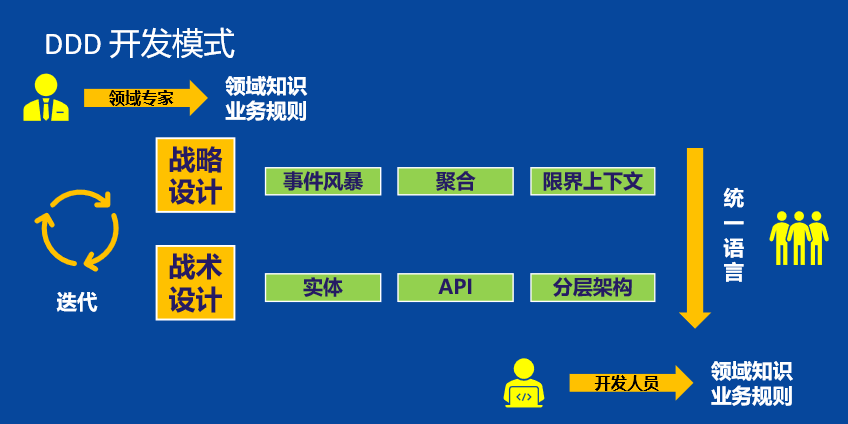 DDD 开发模式
领域专家
领域知识
业务规则
战略
设计
事件风暴
聚合
限界上下文
统一语言
迭代
战术
设计
实体
API
分层架构
</>
开发人员
领域知识
业务规则